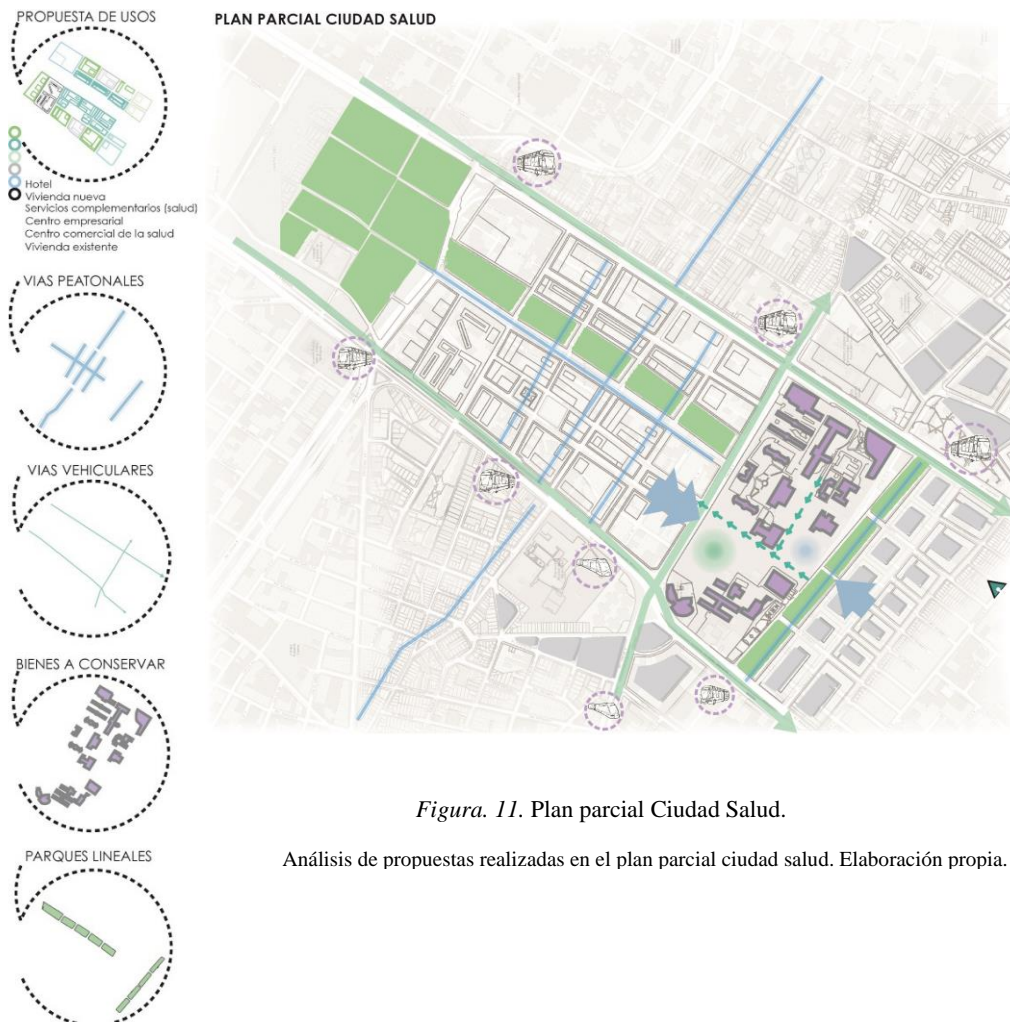 PROPUESTA DE USOS
PLAN PARCIAL CIUDAD SALUD
Hotel
Vivienda nueva
Servicios complementarios (salud)
Centro empresarial
Centro comercial de la salud
Vivienda existente
VIAS PEATONALES
VIAS VEHICULARES
BIENES A CONSERVAR
PARQUES LINEALES
Figura. 11. Plan parcial Ciudad Salud.
Análisis de propuestas realizadas en el plan parcial ciudad salud. Elaboración propia.